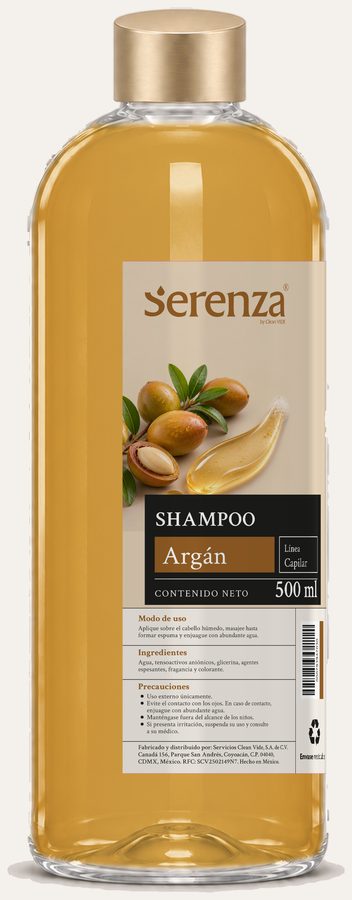 Serenza®
by Clean VIDE
SHAMPOO
Argán
Línea
Capilar
CONTENIDO NETO
500 ml
Modo de uso
Aplique sobre el cabello húmedo, masajee hasta
formar espuma y enjuague con abundante agua.
Ingredientes
Agua, tensoactivos aniónicos, glicerina, agentes
espesantes, fragancia y colorante.
Precauciones
• Uso externo únicamente.
• Evite el contacto con los ojos. En caso de contacto,
enjuague con abundante agua.
• Manténgase fuera del alcance de los niños.
• Si presenta irritación, suspenda su uso y consulte
a su médico.
Fabricado y distribuido por: Servicios Clean Vide, S.A. de C.V.
Canadá 156, Parque San Andrés, Coyoacán, C.P. 04040,
CDMX, México. RFC: SCV2502149N7. Hecho en México.